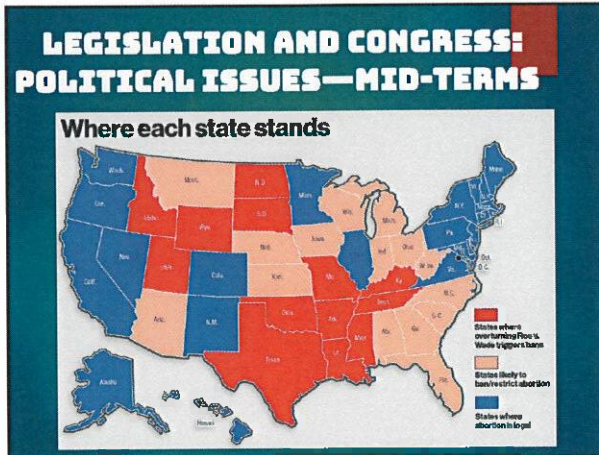 LEGISLATION AND CONGRESS:
POLITICAL ISSUES—MID-TERMS
Where each state stands
Wash.
Mont.
N.D.
Minn.
Maine
Ore.
Idaho
S.D.
Wis.
Mich.
N.Y.
Wyo.
R.I.
Iowa
Pa.
Neb.
Nev.
Ind.
Ohio
Del.
Utah
Colo.
W.Va.
D.C.
Calif.
Kan.
Mo.
Ky.
Va.
Tenn.
N.C.
Okla.
Ark.
S.C.
Ariz.
N.M.
Miss.
Ala.
Ga.
Texas
La.
Fla.
Alaska
Hawaii
States where
overturning Roe v.
Wade triggers bans
States likely to
ban/restrict abortion
States where
abortion is legal